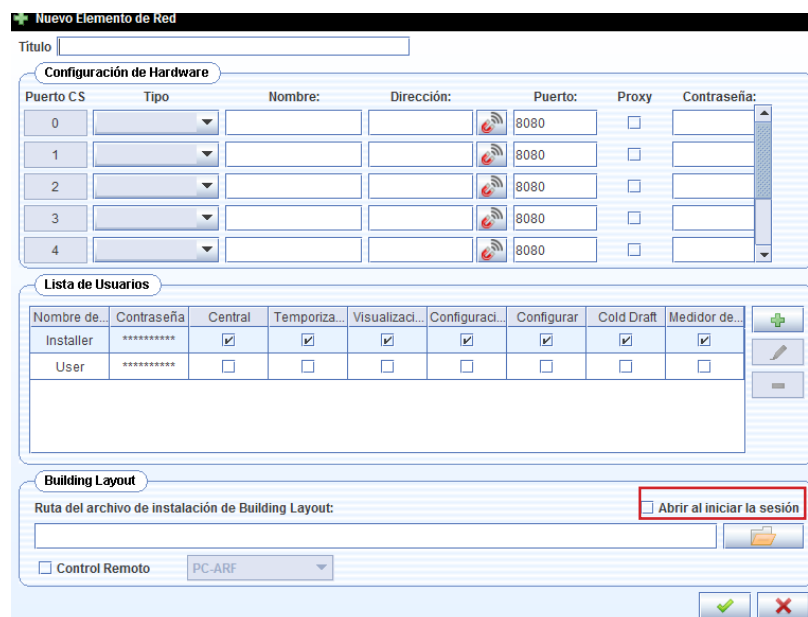 Nuevo Elemento de Red
Titulo
Configuración de Hardware
Puerto CS Tipo Nombre: Dirección: Puerto: Proxy Contraseña:
0 8080
1 8080
2 8080
3 8080
4 8080
Lista de Usuarios
Nombre de... Contraseña Central Temporiza... Visualizaci... Configuraci... Configurar Cold Draft Medidor de...
Installer **********
User **********
Building Layout
Ruta del archivo de instalación de Building Layout: Abrir al iniciar la sesión
Control Remoto PC-ARF